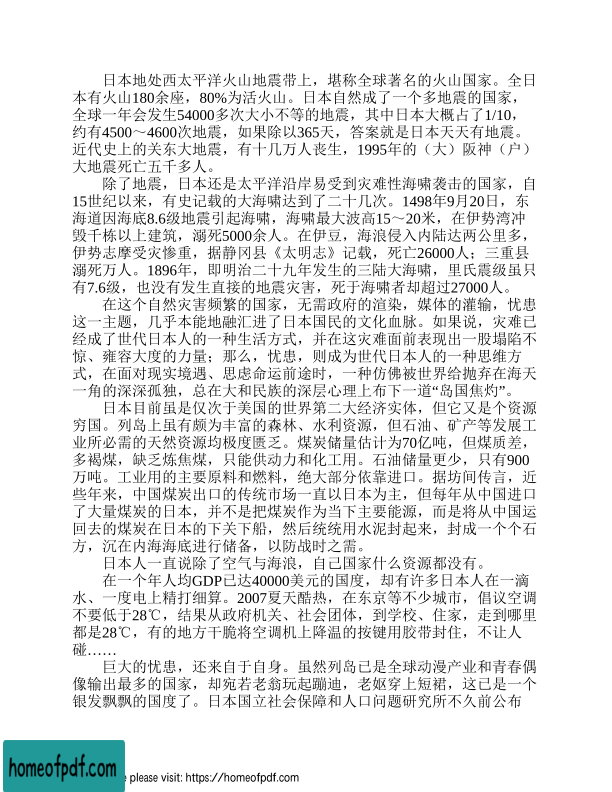 日本地处西太平洋火山地震带上，堪称全球著名的火山国家。全日
本有火山180余座，80%为活火山。日本自然成了一个多地震的国家，
全球一年会发生54000多次大小不等的地震，其中日本大概占了1/10，
约有4500～4600次地震，如果除以365天，答案就是日本天天有地震。
近代史上的关东大地震，有十几万人丧生，1995年的（大）阪神（户）
大地震死亡五千多人。
除了地震，日本还是太平洋沿岸易受到灾难性海啸袭击的国家，自
15世纪以来，有史记载的大海啸达到了二十几次。1498年9月20日，东
海道因海底8.6级地震引起海啸，海啸最大波高15～20米，在伊势湾冲
毁千栋以上建筑，溺死5000余人。在伊豆，海浪侵入内陆达两公里多，
伊势志摩受灾惨重，据静冈县《太明志》记载，死亡26000人；三重县
溺死万人。1896年，即明治二十九年发生的三陆大海啸，里氏震级虽只
有7.6级，也没有发生直接的地震灾害，死于海啸者却超过27000人。
在这个自然灾害频繁的国家，无需政府的渲染，媒体的灌输，忧患
这一主题，几乎本能地融汇进了日本国民的文化血脉。如果说，灾难已
经成了世代日本人的一种生活方式，并在这灾难面前表现出一股塌陷不
惊、雍容大度的力量；那么，忧患，则成为世代日本人的一种思维方
式，在面对现实境遇、思虑命运前途时，一种仿佛被世界给抛弃在海天
一角的深深孤独，总在大和民族的深层心理上布下一道“岛国焦灼”。
日本目前虽是仅次于美国的世界第二大经济实体，但它又是个资源
穷国。列岛上虽有颇为丰富的森林、水利资源，但石油、矿产等发展工
业所必需的天然资源均极度匮乏。煤炭储量估计为70亿吨，但煤质差，
多褐煤，缺乏炼焦煤，只能供动力和化工用。石油储量更少，只有900
万吨。工业用的主要原料和燃料，绝大部分依靠进口。据坊间传言，近
些年来，中国煤炭出口的传统市场一直以日本为主，但每年从中国进口
了大量煤炭的日本，并不是把煤炭作为当下主要能源，而是将从中国运
回去的煤炭在日本的下关下船，然后统统用水泥封起来，封成一个个石
方，沉在内海海底进行储备，以防战时之需。
日本人一直说除了空气与海浪，自己国家什么资源都没有。
在一个年人均GDP已达40000美元的国度，却有许多日本人在一滴
水、一度电上精打细算。2007夏天酷热，在东京等不少城市，倡议空调
不要低于28℃，结果从政府机关、社会团体，到学校、住家，走到哪里
都是28℃，有的地方干脆将空调机上降温的按键用胶带封住，不让人
碰……
巨大的忧患，还来自于自身。虽然列岛已是全球动漫产业和青春偶
像输出最多的国家，却宛若老翁玩起蹦迪，老妪穿上短裙，这已是一个
银发飘飘的国度了。日本国立社会保障和人口问题研究所不久前公布
homeofpdf.com
e please visit: https://homeofpdf.com